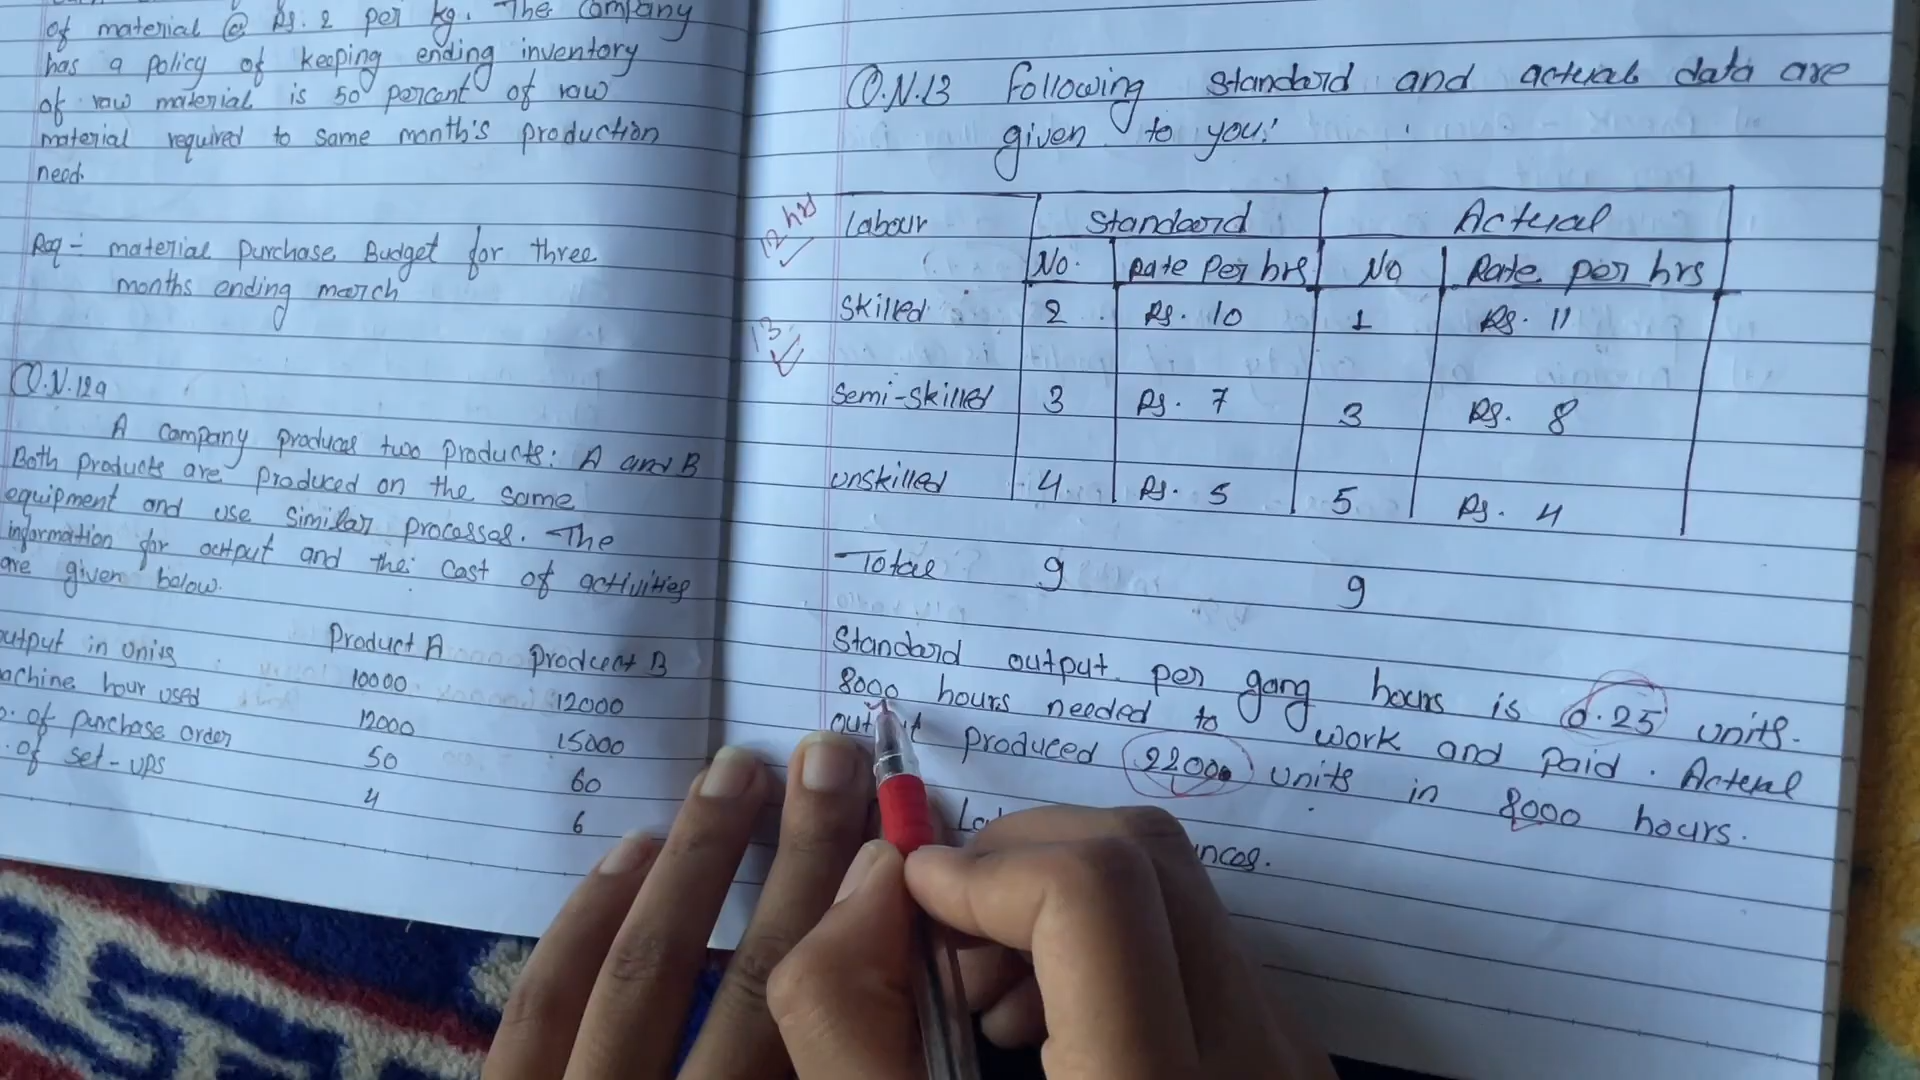 of material @ Rs. 2 per kg. The company
has a policy of keeping ending inventory
of raw material is 50 percent of raw
material required to same month's production
need.
Req :- material purchase Budget for three
months ending march
Q.N.12a
A company produces two products: A and B
Both products are produced on the same
equipment and use similar processes. The
information for output and the cost of activities
are given below.
Product A Product B
output in units 10000 12000
machine hour used 12000 15000
of purchase order 50 60
of set-ups 4 6
Q.N.13 Following standard and actual data are
given to you:
12 hrs
13
Labour Standard Actual
No. Rate Per hrs No Rate per hrs
Skilled 2 Rs. 10 1 Rs. 11
Semi-skilled 3 Rs. 7 3 Rs. 8
Unskilled 4 Rs. 5 5 Rs. 4
Total 9 9
Standard output per gang hours is 0.25 units.
8000 hours needed to work and paid. Acteral
produced 22000 units in 8000 hours.